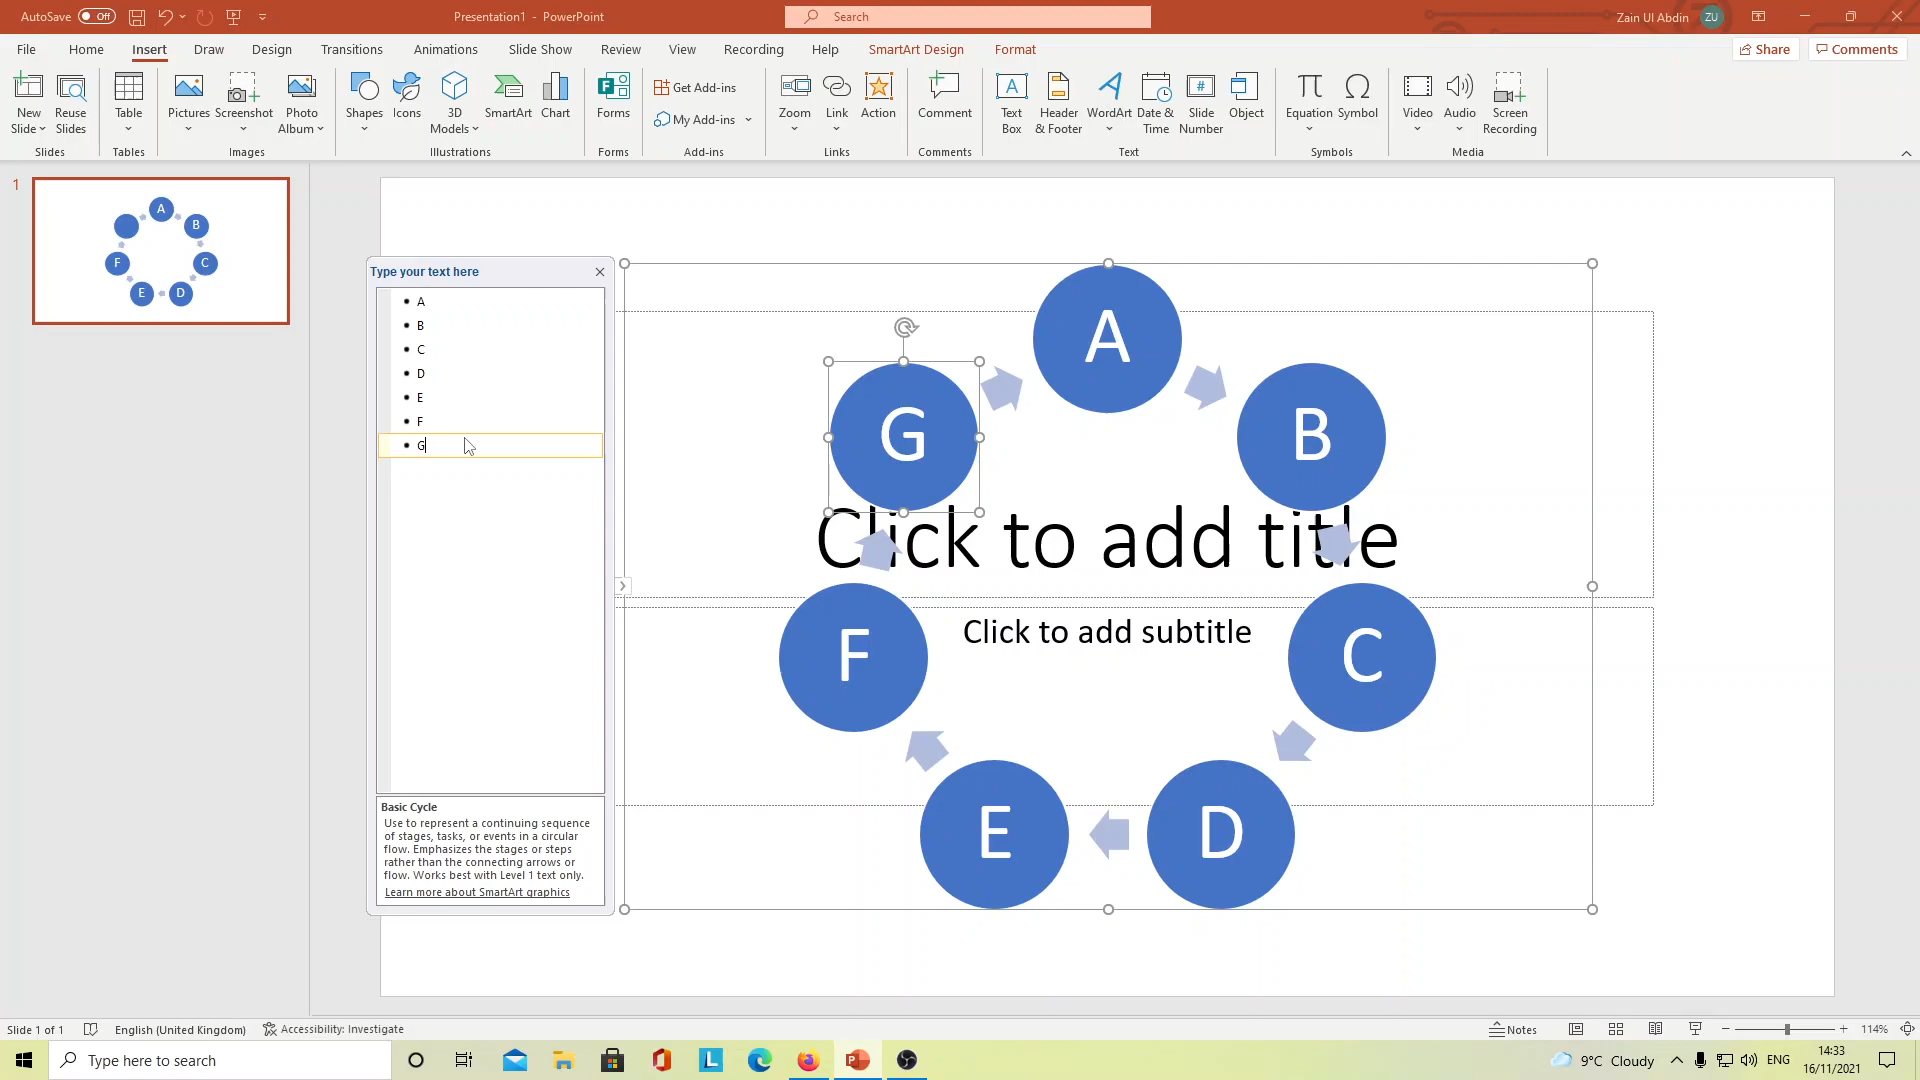 AutoSave Off
Presentation1 - PowerPoint
Search
Zain Ul Abdin ZU
File Home Insert Draw Design Transitions Animations Slide Show Review View Recording Help SmartArt Design Format
Share Comments
New Slide
Reuse Slides
Table
Pictures
Screenshot
Photo Album
Shapes
Icons
3D Models
SmartArt
Chart
Forms
Get Add-ins
My Add-ins
Zoom
Link
Action
Comment
Text Box
Header & Footer
WordArt
Date & Time
Slide Number
Object
Equation
Symbol
Video
Audio
Screen Recording
Slides Tables Images Illustrations Forms Add-ins Links Comments Text Symbols Media
1
A
B
C
D
E
F
Type your text here
A
B
C
D
E
F
G
Basic Cycle
Use to represent a continuing sequence
of stages, tasks, or events in a circular
flow. Emphasizes the stages or steps
rather than the connecting arrows or
flow. Works best with Level 1 text only.
Learn more about SmartArt graphics
A
B
C
D
E
F
G
Click to add title
Click to add subtitle
Slide 1 of 1 English (United Kingdom) Accessibility: Investigate
Notes
114%
Type here to search
9°C Cloudy
ENG
14:33
16/11/2021